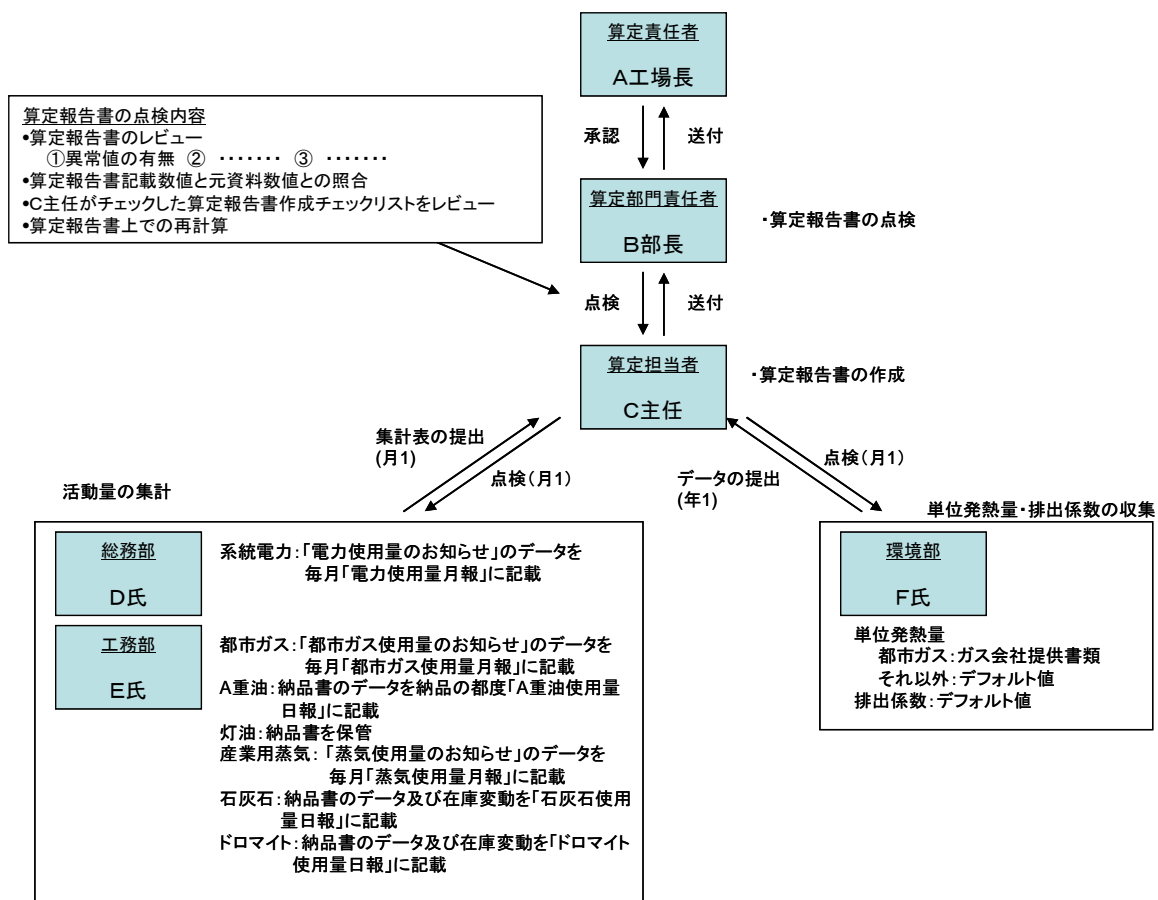 算定責任者
A工場長
承認
送付
算定報告書の点検内容
•算定報告書のレビュー
①異常値の有無 ② ・・・・・・・ ③ ・・・・・・・
•算定報告書記載数値と元資料数値との照合
•C主任がチェックした算定報告書作成チェックリストをレビュー
•算定報告書上での再計算
算定部門責任者
B部長
・算定報告書の点検
点検
送付
算定担当者
C主任
・算定報告書の作成
集計表の提出
(月1)
点検(月1)
データの提出
(年1)
点検(月1)
活動量の集計
総務部
D氏
系統電力:「電力使用量のお知らせ」のデータを
毎月「電力使用量月報」に記載
工務部
E氏
都市ガス:「都市ガス使用量のお知らせ」のデータを
毎月「都市ガス使用量月報」に記載
A重油:納品書のデータを納品の都度「A重油使用量
日報」に記載
灯油:納品書を保管
産業用蒸気:「蒸気使用量のお知らせ」のデータを
毎月「蒸気使用量月報」に記載
石灰石:納品書のデータ及び在庫変動を「石灰石使用
量日報」に記載
ドロマイト:納品書のデータ及び在庫変動を「ドロマイト
使用量日報」に記載
単位発熱量・排出係数の収集
環境部
F氏
単位発熱量
都市ガス:ガス会社提供書類
それ以外:デフォルト値
排出係数:デフォルト値